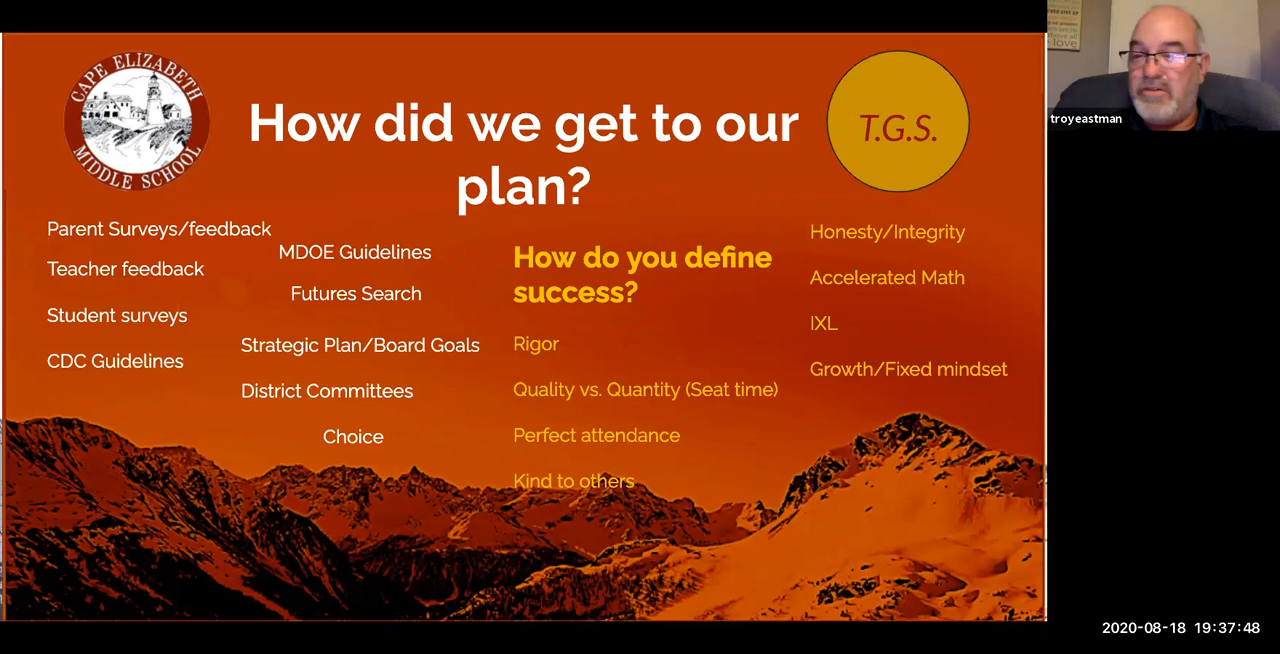 CAPE ELIZABETH
MIDDLE SCHOOL
How did we get to our
plan?
T.G.S.
Parent Surveys/feedback
Teacher feedback
Student surveys
CDC Guidelines
MDOE Guidelines
Futures Search
Strategic Plan/Board Goals
District Committees
Choice
How do you define
success?
Rigor
Quality vs. Quantity (Seat time)
Perfect attendance
Kind to others
Honesty/Integrity
Accelerated Math
IXL
Growth/Fixed mindset
love
troyeastman
2020-08-18 19:37:48